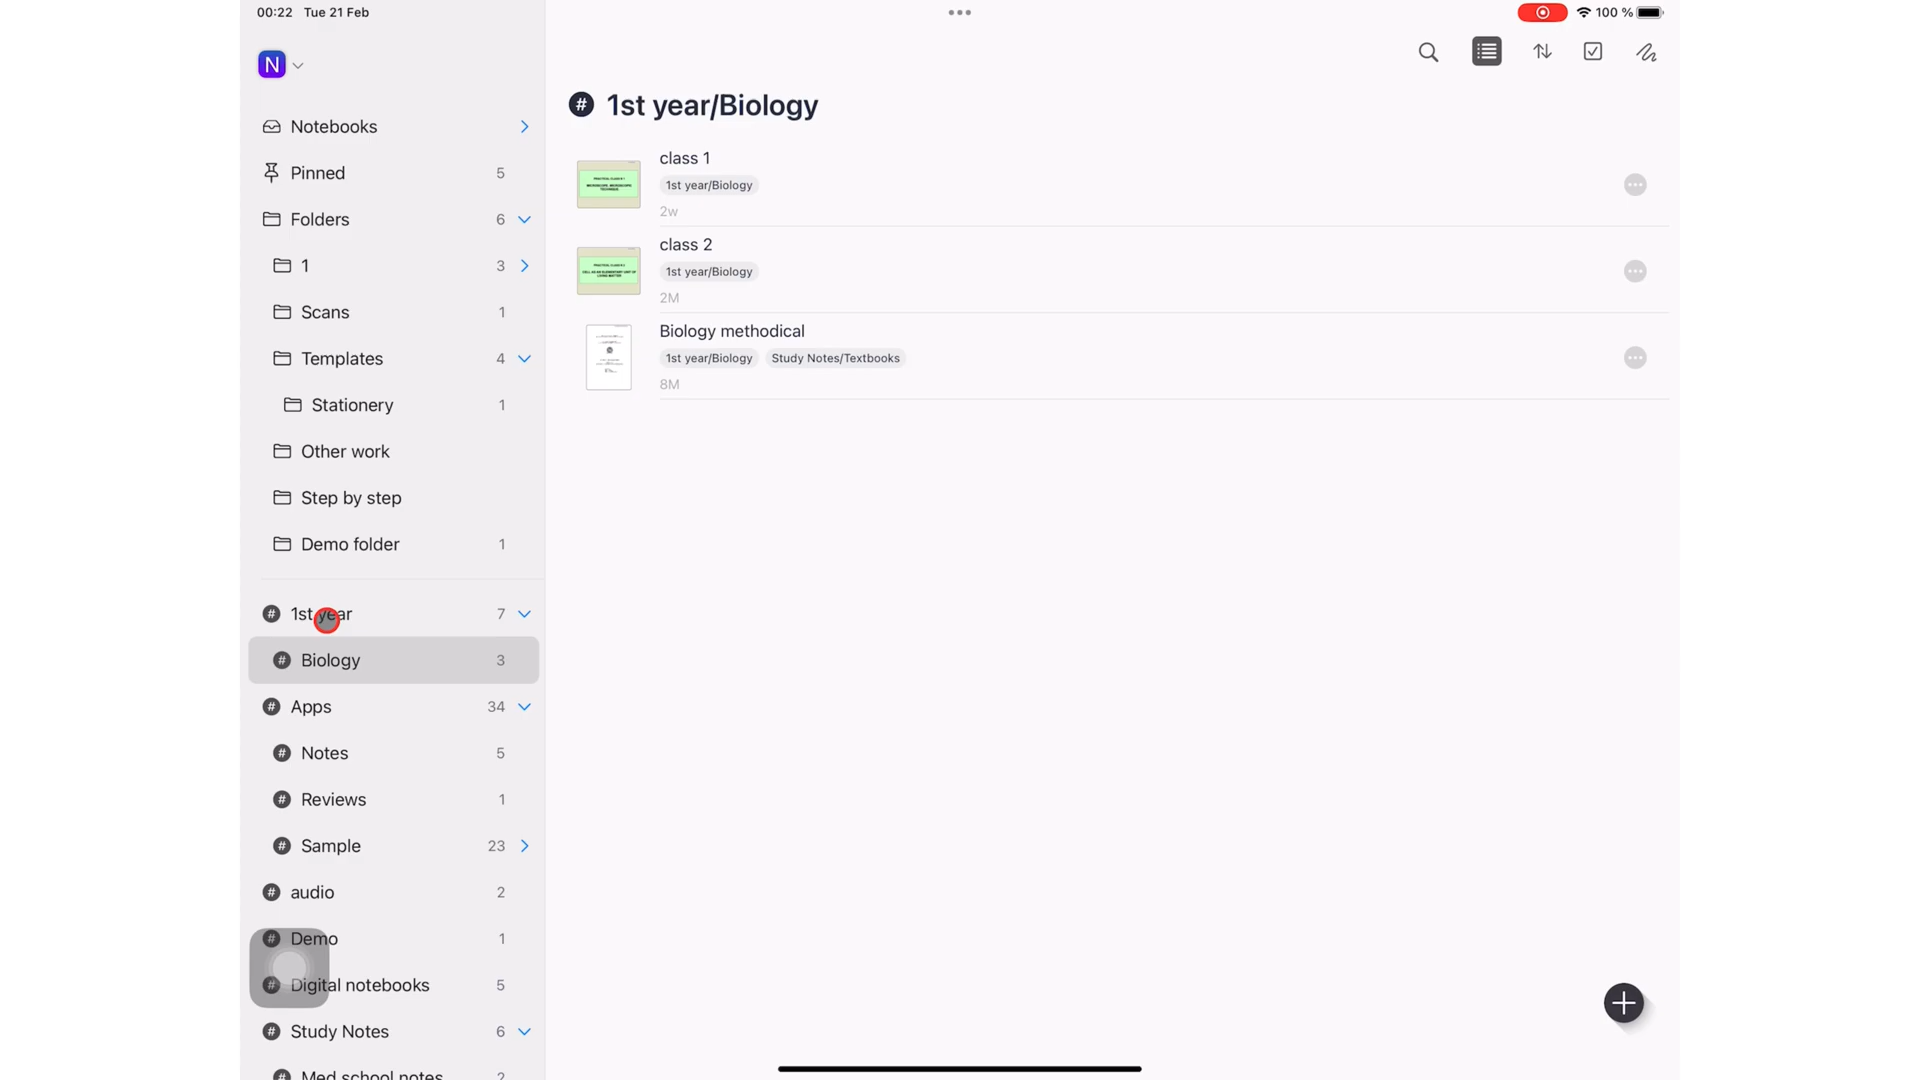 00:22 Tue 21 Feb
100 %
N
Notebooks
Pinned 5
Folders 6
1 3
Scans 1
Templates 4
Stationery 1
Other work
Step by step
Demo folder 1
# 1st year 7
# Biology 3
# Apps 34
# Notes 5
# Reviews 1
# Sample 23
# audio 2
# Demo 1
# Digital notebooks 5
# Study Notes 6
# Med school notes 2
# 1st year/Biology
class 1
1st year/Biology
2w
class 2
1st year/Biology
2M
Biology methodical
1st year/Biology Study Notes/Textbooks
8M